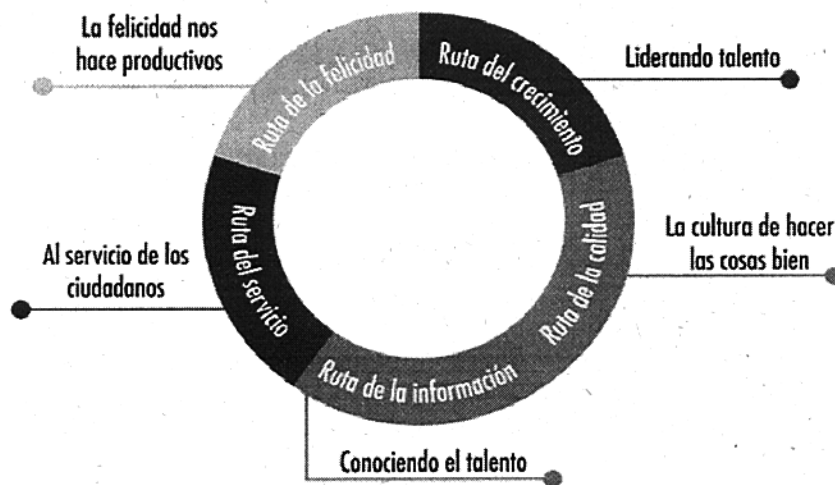 La felicidad nos
hace productivos
Ruta de la felicidad
Ruta del crecimiento
Liderando talento
La cultura de hacer
las cosas bien
Ruta de la calidad
Ruta de la información
Conociendo el talento
Ruta del servicio
Al servicio de los
ciudadanos